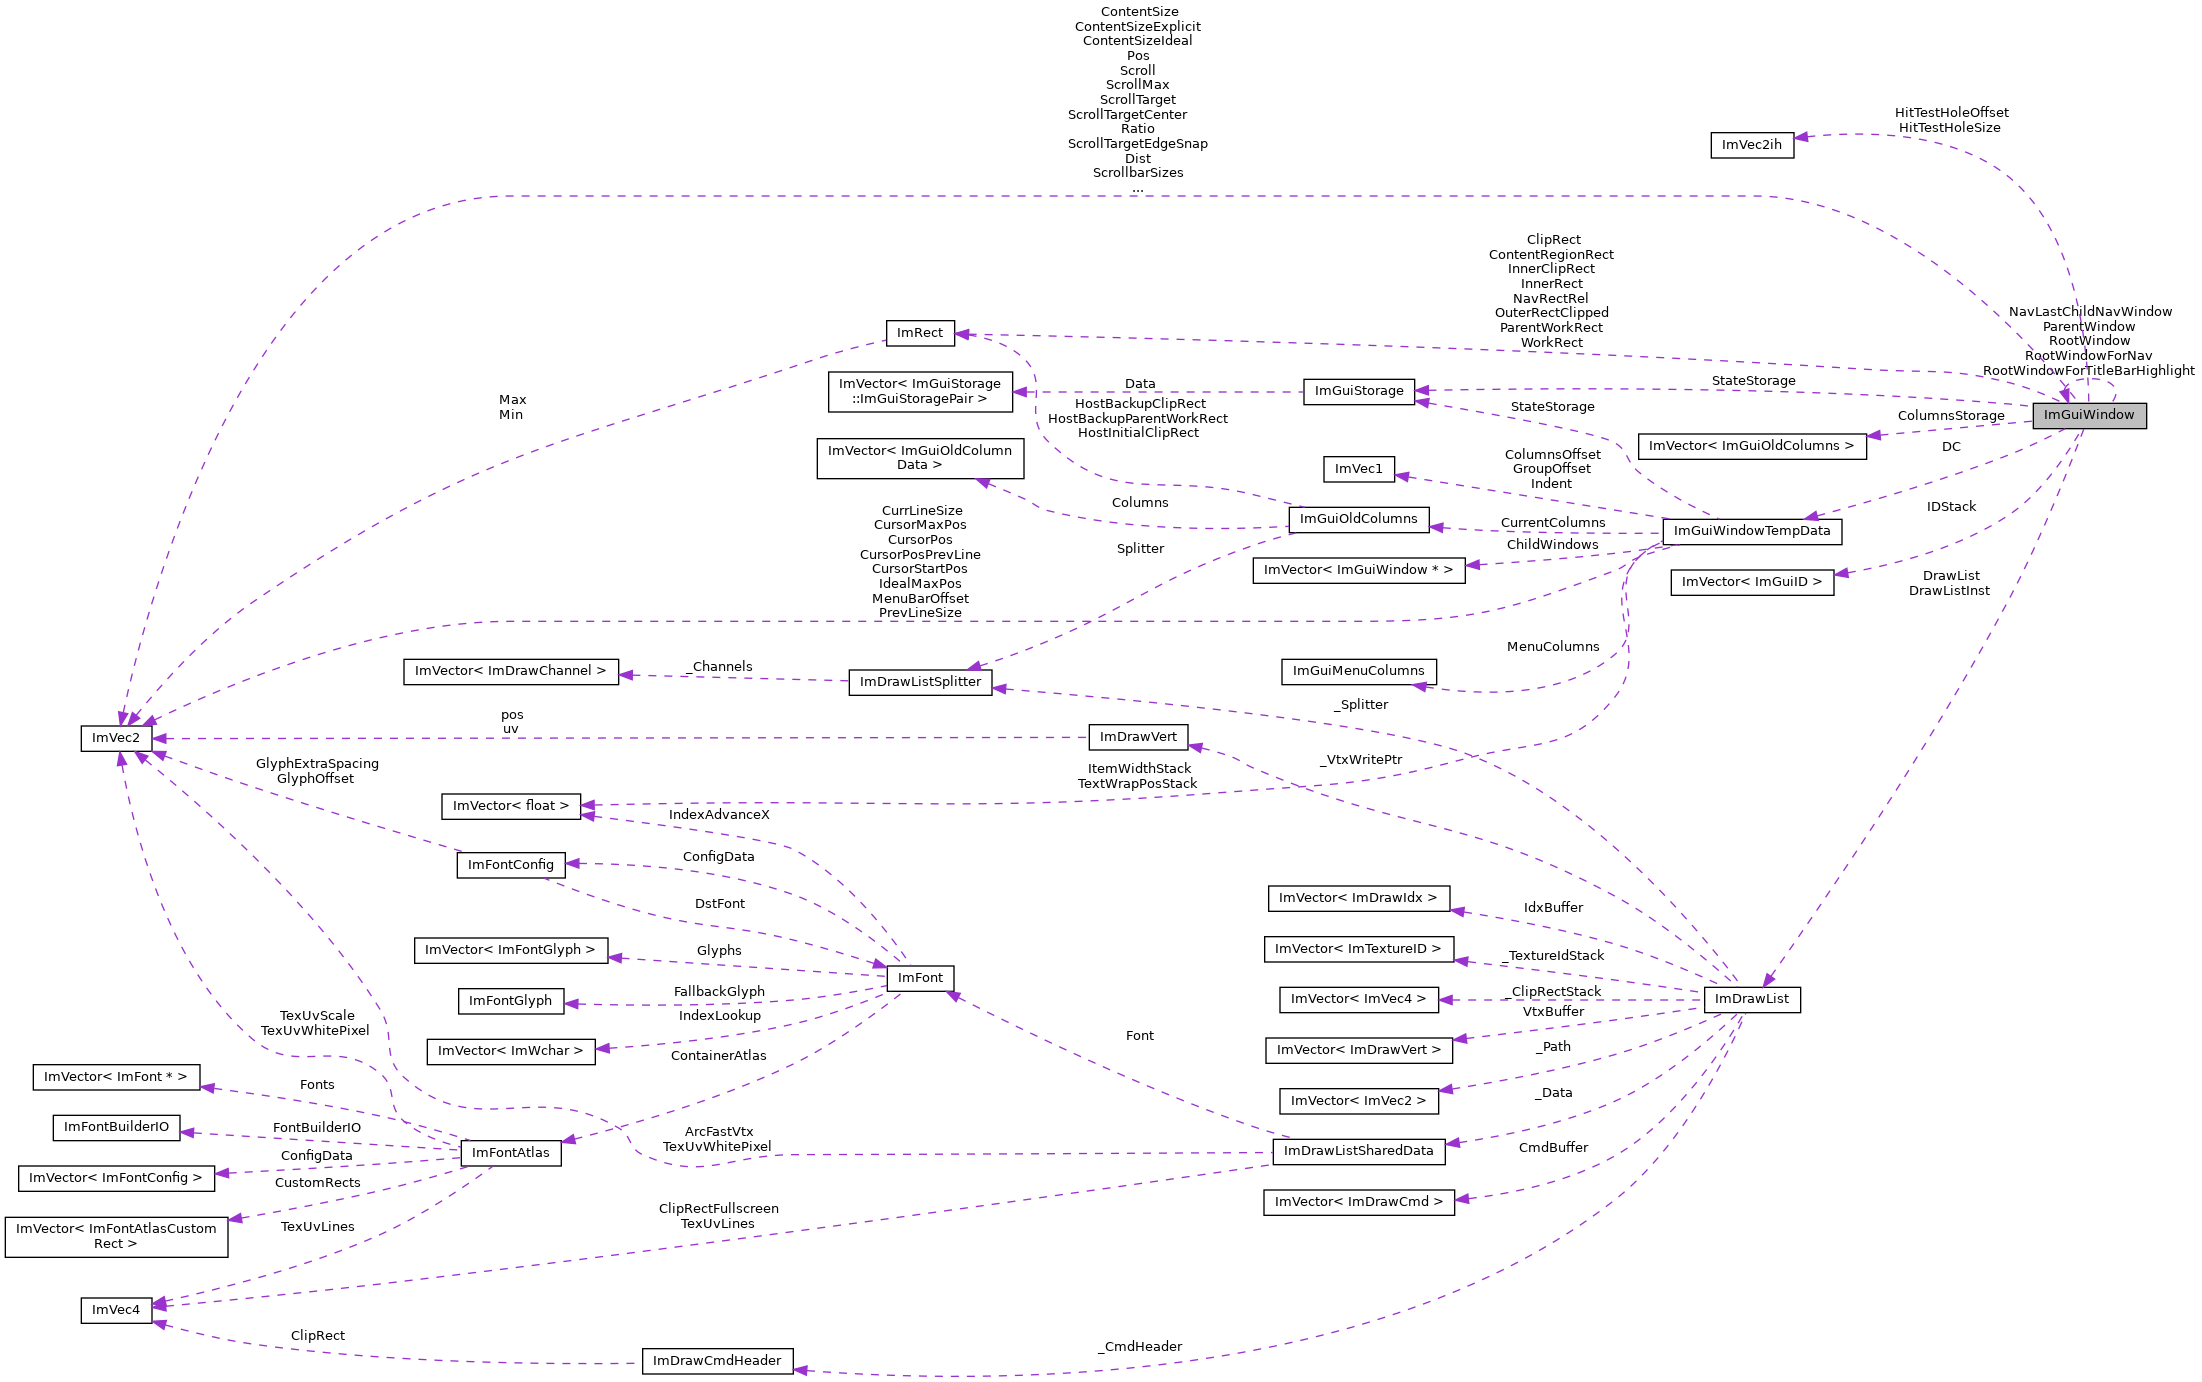 ContentSize
ContentSizeExplicit
ContentSizeIdeal
Pos
Scroll
ScrollMax
ScrollTarget
ScrollTargetCenter
Ratio
ScrollTargetEdgeSnap
Dist
ScrollbarSizes
...
HitTestHoleOffset
HitTestHoleSize
ImVec2ih
ClipRect
ContentRegionRect
InnerClipRect
InnerRect
NavRectRel
OuterRectClipped
ParentWorkRect
WorkRect
NavLastChildNavWindow
ParentWindow
RootWindow
RootWindowForNav
RootWindowForTitleBarHighlight
ImRect
ImVector< ImGuiStorage
::ImGuiStoragePair >
Data
ImGuiStorage
StateStorage
ImGuiWindow
Max
Min
HostBackupClipRect
HostBackupParentWorkRect
HostInitialClipRect
StateStorage
ColumnsStorage
ImVector< ImGuiOldColumns >
DC
ImVector< ImGuiOldColumn
Data >
ImVec1
ColumnsOffset
GroupOffset
Indent
Columns
ImGuiOldColumns
CurrentColumns
ImGuiWindowTempData
IDStack
CurrLineSize
CursorMaxPos
CursorPos
CursorPosPrevLine
CursorStartPos
IdealMaxPos
MenuBarOffset
PrevLineSize
Splitter
ChildWindows
ImVector< ImGuiWindow * >
ImVector< ImGuiID >
DrawList
DrawListInst
ImVector< ImDrawChannel >
_Channels
ImDrawListSplitter
ImGuiMenuColumns
MenuColumns
_Splitter
ImVec2
pos
uv
ImDrawVert
_VtxWritePtr
GlyphExtraSpacing
GlyphOffset
ItemWidthStack
TextWrapPosStack
ImVector< float >
IndexAdvanceX
ImFontConfig
ConfigData
DstFont
ImVector< ImDrawIdx >
IdxBuffer
ImVector< ImFontGlyph >
Glyphs
ImFont
ImVector< ImTextureID >
_TextureIdStack
ImFontGlyph
FallbackGlyph
ImVector< ImVec4 >
_ClipRectStack
ImDrawList
TexUvScale
TexUvWhitePixel
IndexLookup
VtxBuffer
ImVector< ImWchar >
ContainerAtlas
Font
ImVector< ImDrawVert >
_Path
ImVector< ImFont * >
Fonts
ImVector< ImVec2 >
_Data
ImFontBuilderIO
FontBuilderIO
ImFontAtlas
ArcFastVtx
TexUvWhitePixel
ImDrawListSharedData
CmdBuffer
ConfigData
ImVector< ImFontConfig >
CustomRects
ImVector< ImDrawCmd >
ImVector< ImFontAtlasCustom
Rect >
TexUvLines
ClipRectFullscreen
TexUvLines
ImVec4
ClipRect
ImDrawCmdHeader
_CmdHeader